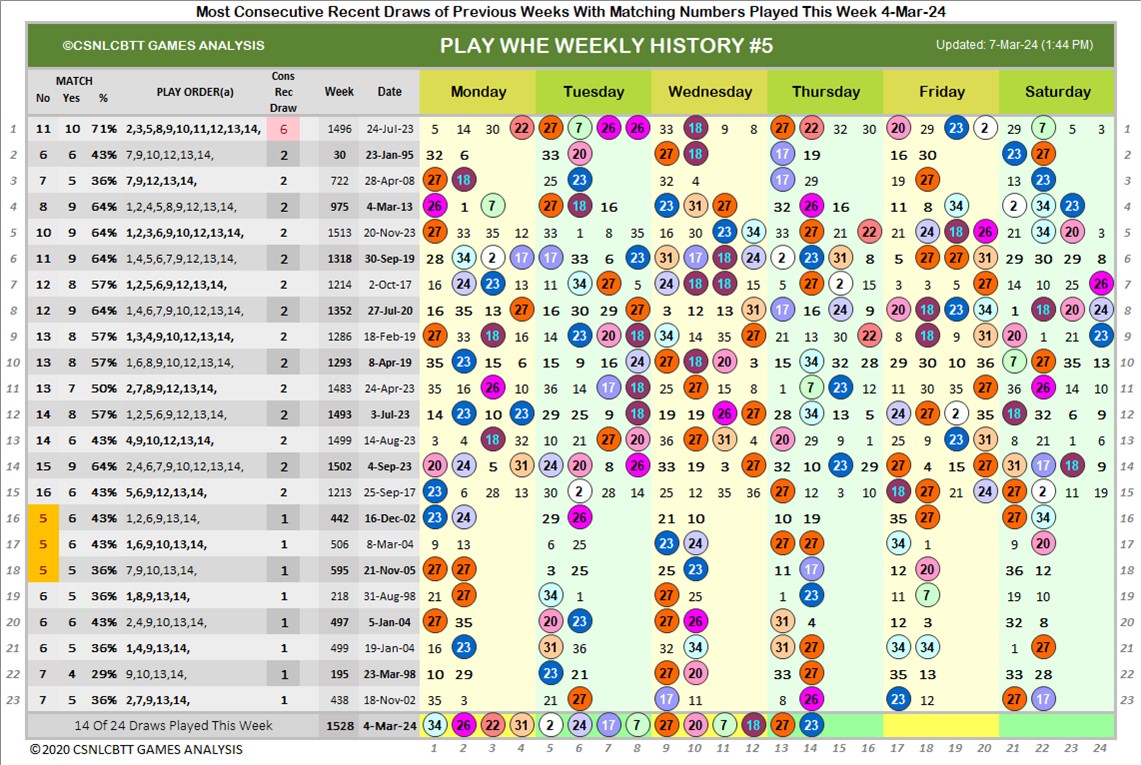 Most Consecutive Recent Draws of Previous Weeks With Matching Numbers Played This Week 4-Mar-24
©CSNLCBTT GAMES ANALYSIS PLAY WHE WEEKLY HISTORY #5 Updated: 7-Mar-24 (1:44 PM)
MATCH Cons Rec Draw
No Yes % PLAY ORDER(a) Week Date Monday Tuesday Wednesday Thursday Friday Saturday
1 11 10 71% 2,3,5,8,9,10,11,12,13,14, 6 1496 24-Jul-23 5 14 30 22 27 7 26 26 33 18 9 8 27 22 32 30 20 29 23 2 29 7 5 3 1
2 6 6 43% 7,9,10,12,13,14, 2 30 23-Jan-95 32 6 33 20 27 18 17 19 16 30 23 27 2
3 7 5 36% 7,9,12,13,14, 2 722 28-Apr-08 27 18 25 23 32 4 17 29 19 27 13 23 3
4 8 9 64% 1,2,4,5,8,9,12,13,14, 2 975 4-Mar-13 26 1 7 27 18 16 23 31 27 32 26 16 11 8 34 2 34 23 4
5 10 9 64% 1,2,3,6,9,10,12,13,14, 2 1513 20-Nov-23 27 33 35 12 33 1 8 35 16 30 23 34 33 27 21 22 21 24 18 26 21 34 20 3 5
6 11 9 64% 1,4,5,6,7,9,12,13,14, 2 1318 30-Sep-19 28 34 2 17 17 33 6 23 31 17 18 24 2 23 31 8 5 27 27 31 29 30 29 8 6
7 12 8 57% 1,2,5,6,9,12,13,14, 2 1214 2-Oct-17 16 24 23 13 11 34 27 5 24 18 18 15 5 27 2 15 3 3 5 27 14 10 25 26 7
8 12 9 64% 1,4,6,7,9,10,12,13,14, 2 1352 27-Jul-20 16 35 13 27 16 30 29 27 3 12 13 31 17 16 24 9 20 18 23 34 1 18 20 24 8
9 13 8 57% 1,3,4,9,10,12,13,14, 2 1286 18-Feb-19 27 33 18 16 14 23 20 18 34 14 35 27 21 13 30 22 8 18 9 31 20 1 21 23 9
10 13 8 57% 1,6,8,9,10,12,13,14, 2 1293 8-Apr-19 35 23 15 6 15 9 16 24 27 18 20 3 15 34 32 28 29 30 10 36 7 27 35 13 10
11 13 7 50% 2,7,8,9,12,13,14, 2 1483 24-Apr-23 35 16 26 10 36 14 17 18 25 27 15 8 1 7 23 12 11 30 35 27 36 26 14 10 11
12 14 8 57% 1,2,5,6,9,12,13,14, 2 1493 3-Jul-23 14 23 10 23 29 25 9 18 19 19 26 27 28 34 13 5 24 27 2 35 18 32 6 9 12
13 14 6 43% 4,9,10,12,13,14, 2 1499 14-Aug-23 3 4 18 32 10 21 27 20 36 27 31 4 20 29 9 1 25 9 23 31 8 21 1 6 13
14 15 9 64% 2,4,6,7,9,10,12,13,14, 2 1502 4-Sep-23 20 24 5 31 24 20 8 26 33 19 3 27 32 10 23 29 27 4 15 27 31 17 18 9 14
15 16 6 43% 5,6,9,12,13,14, 2 1213 25-Sep-17 23 6 28 13 30 2 28 14 25 12 35 36 27 12 3 10 18 27 21 24 27 2 11 19 15
16 5 6 43% 1,2,6,9,13,14, 1 442 16-Dec-02 23 24 29 26 21 10 10 19 35 27 27 34 16
17 5 6 43% 1,6,9,10,13,14, 1 506 8-Mar-04 9 13 6 25 23 24 27 27 34 1 9 20 17
18 5 5 36% 7,9,10,13,14, 1 595 21-Nov-05 27 27 3 25 25 23 11 17 12 20 36 12 18
19 6 5 36% 1,8,9,13,14, 1 218 31-Aug-98 21 27 34 1 27 25 1 23 11 7 19 10 19
20 6 6 43% 2,4,9,10,13,14, 1 497 5-Jan-04 27 35 20 23 27 26 31 4 12 3 32 8 20
21 6 5 36% 1,4,9,13,14, 1 499 19-Jan-04 16 23 31 36 32 34 31 27 34 34 1 27 21
22 7 4 29% 9,10,13,14, 1 195 23-Mar-98 10 29 23 21 27 20 33 27 35 13 33 28 22
23 7 5 36% 2,7,9,13,14, 1 438 18-Nov-02 35 3 21 27 17 11 8 26 23 12 27 17 23
14 Of 24 Draws Played This Week 1528 4-Mar-24 34 26 22 31 2 24 17 7 27 20 7 18 27 23
© 2020 CSNLCBTT GAMES ANALYSIS 1 2 3 4 5 6 7 8 9 10 11 12 13 14 15 16 17 18 19 20 21 22 23 24